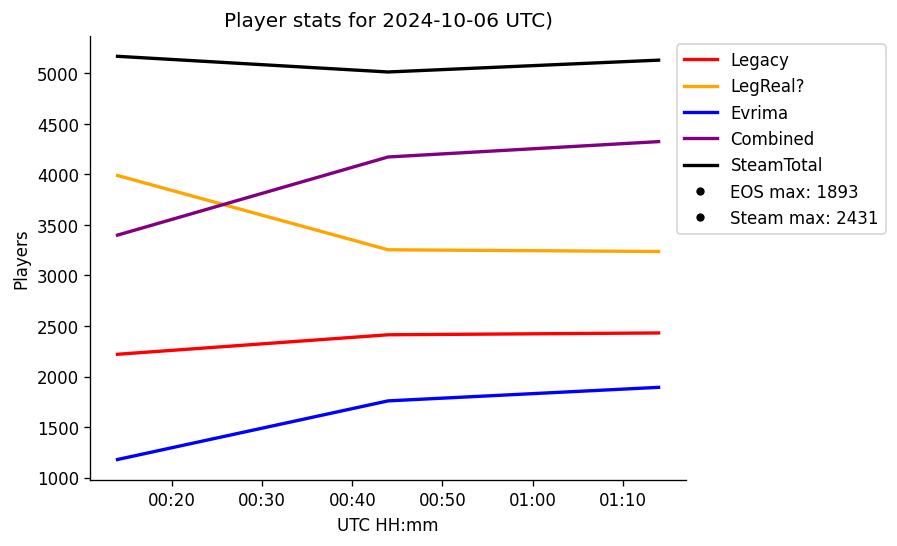 Player stats for 2024-10-06 UTC)
Legacy
LegReal?
Evrima
Combined
SteamTotal
EOS max: 1893
Steam max: 2431
Players
5000
4500
4000
3500
3000
2500
2000
1500
1000
00:20 00:30 00:40 00:50 01:00 01:10
UTC HH:mm